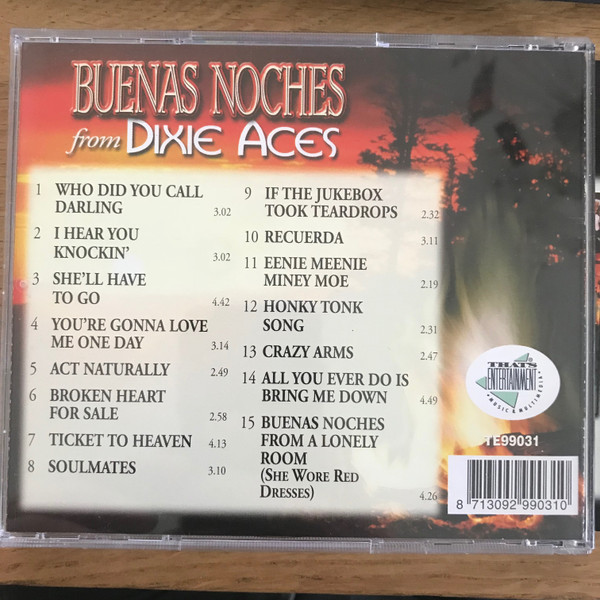 BUENAS NOCHES
from DIXIE ACES
1 WHO DID YOU CALL
DARLING 3.02
2 I HEAR YOU
KNOCKIN' 3.02
3 SHE'LL HAVE
TO GO 4.42
4 YOU'RE GONNA LOVE
ME ONE DAY 3.14
5 ACT NATURALLY 2.49
6 BROKEN HEART
FOR SALE 2.58
7 TICKET TO HEAVEN 4.13
8 SOULMATES 3.10
9 IF THE JUKEBOX
TOOK TEARDROPS 2.32
10 RECUERDA 3.11
11 EENIE MEENIE
MINEY MOE 2.19
12 HONKY TONK
SONG 2.31
13 CRAZY ARMS 2.47
14 ALL YOU EVER DO IS
BRING ME DOWN 4.49
15 BUENAS NOCHES
FROM A LONELY
ROOM
(SHE WORE RED
DRESSES) 4.26
THAT'S
ENTERTAINMENT
MUSIC & MULTIMEDIA
TE99031
8 713092 990310